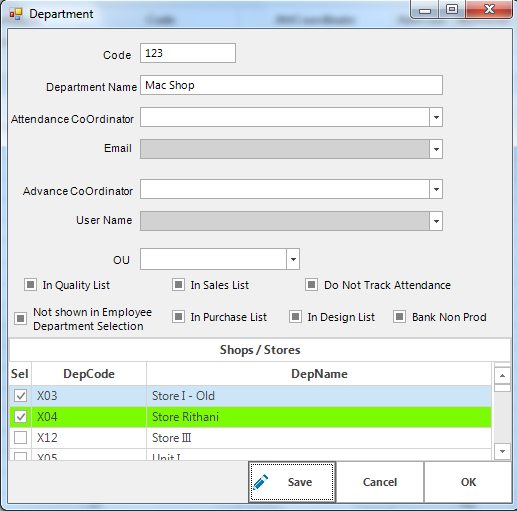 Department
Code 123
Department Name Mac Shop
Attendance CoOrdinator
Email
Advance CoOrdinator
User Name
OU
In Quality List In Sales List Do Not Track Attendance
Not shown in Employee
Department Selection In Purchase List In Design List Bank Non Prod
Shops / Stores
Sel DepCode DepName
X03 Store I - Old
X04 Store Rithani
X12 Store III
X05 Unit I
Save Cancel OK